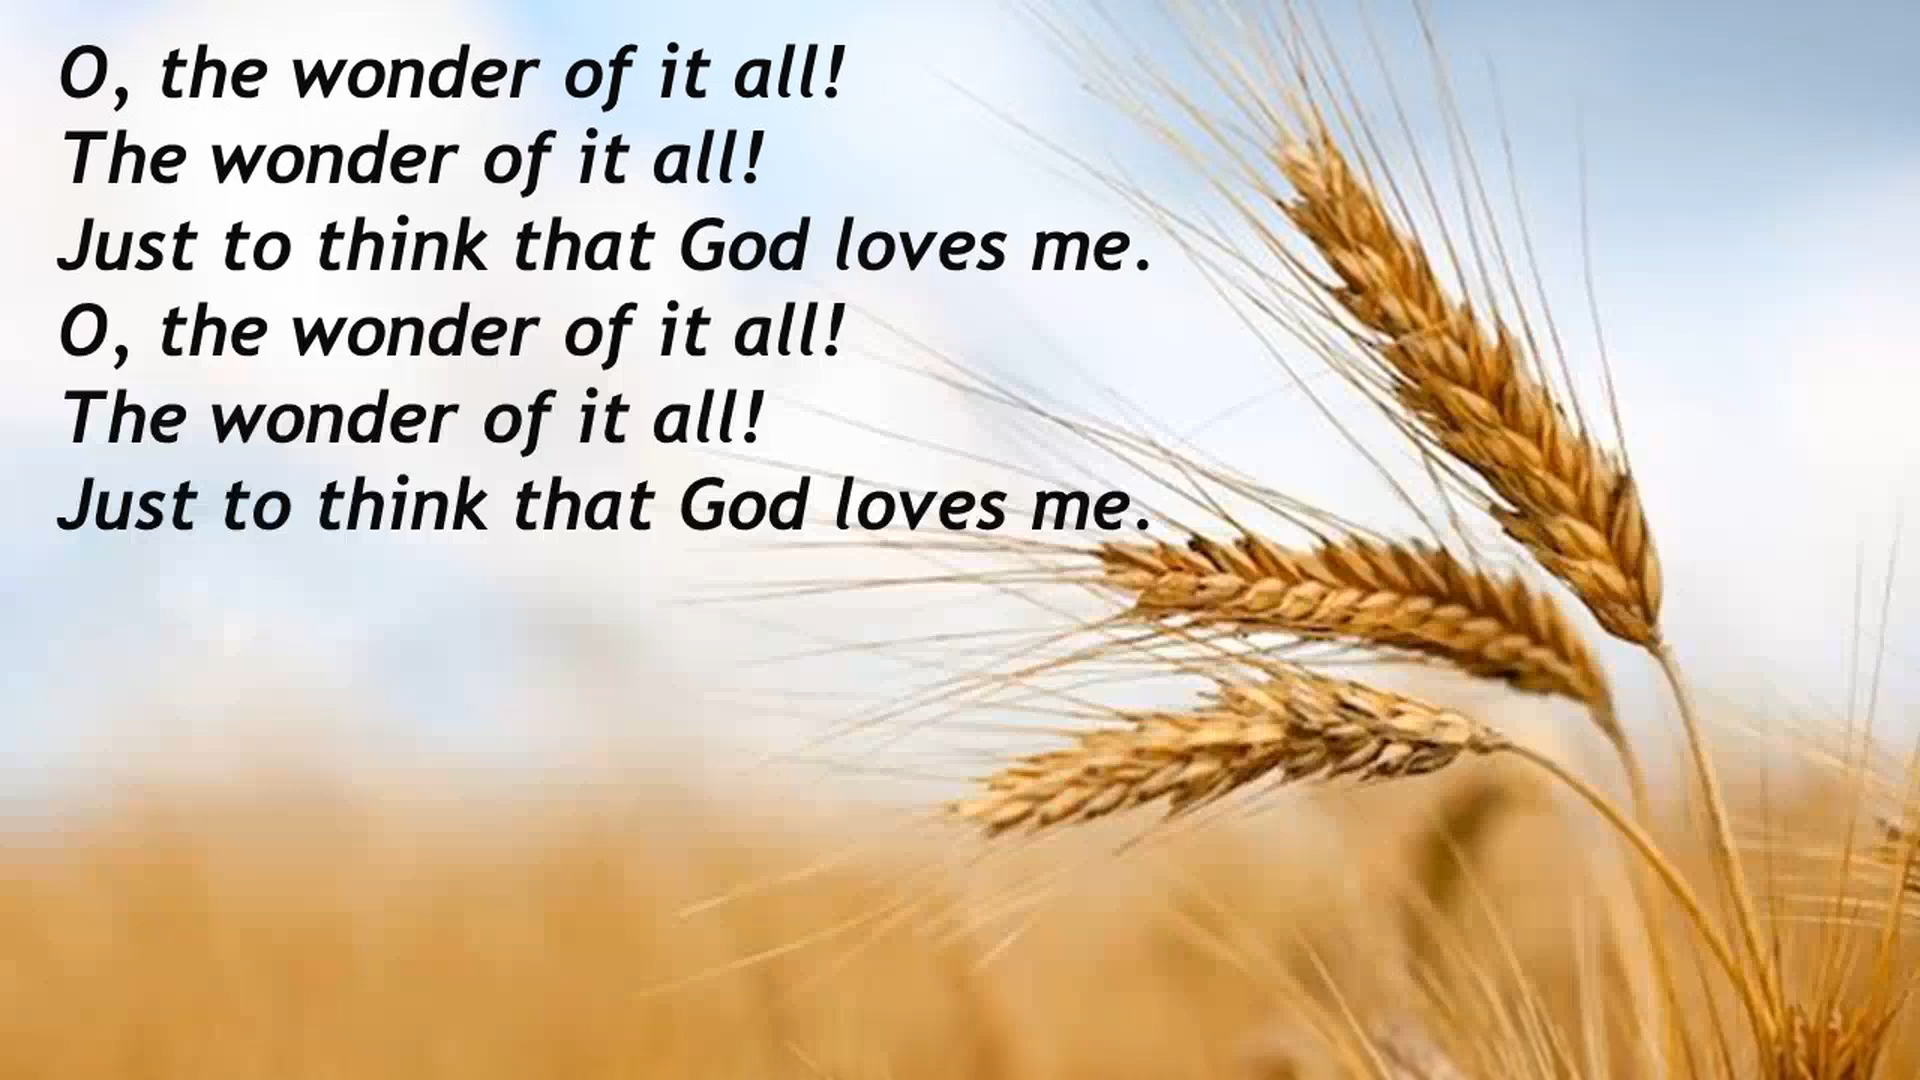 O, the wonder of it all!
The wonder of it all!
Just to think that God loves me.
O, the wonder of it all!
The wonder of it all!
Just to think that God loves me.